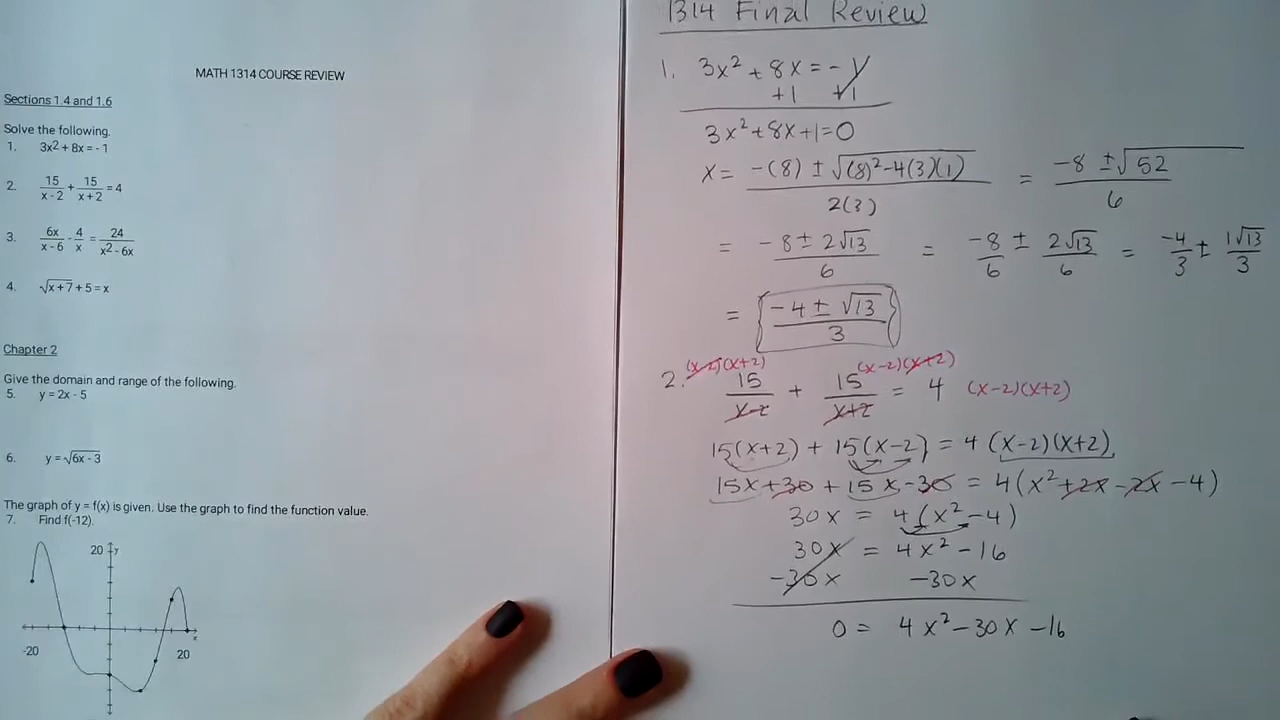 MATH 1314 COURSE REVIEW
Sections 1.4 and 1.6
Solve the following.
1. 3x² + 8x = - 1
2. 15/(x - 2) + 15/(x + 2) = 4
3. 6x/(x - 6) - 4/x = 24/(x² - 6x)
4. √(x + 7) + 5 = x
Chapter 2
Give the domain and range of the following.
5. y = 2x - 5
6. y = √(6x - 3)
The graph of y = f(x) is given. Use the graph to find the function value.
7. Find f(-12).
20 y
-20 20 x
1314 Final Review
1. 3x² + 8x = -1
+1 +1
3x² + 8x + 1 = 0
x = (-(8) ± √((8)² - 4(3)(1)))/(2(3)) = (-8 ± √52)/6
= (-8 ± 2√13)/6 = -8/6 ± 2√13/6 = -4/3 ± 1√13/3
= {(-4 ± √13)/3}
2. (x-2)(x+2) 15/(x-2) + 15/(x+2) (x-2)(x+2) = 4 (x-2)(x+2)
15(x+2) + 15(x-2) = 4(x-2)(x+2)
15x + 30 + 15x - 30 = 4(x² + 2x - 2x - 4)
30x = 4(x² - 4)
30x = 4x² - 16
-30x -30x
0 = 4x² - 30x - 16